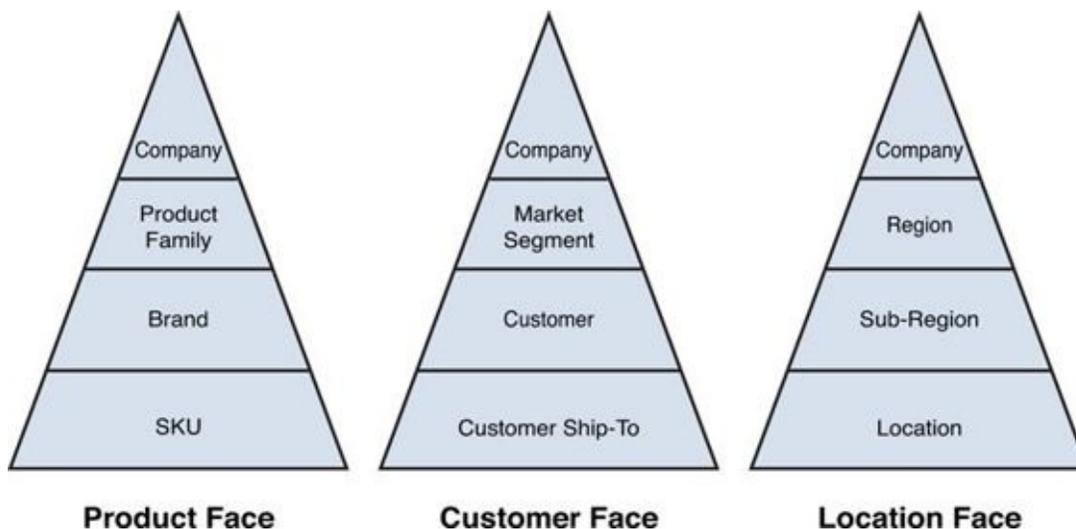 Company
Product
Family
Brand
SKU
Product Face
Company
Market
Segment
Customer
Customer Ship-To
Customer Face
Company
Region
Sub-Region
Location
Location Face